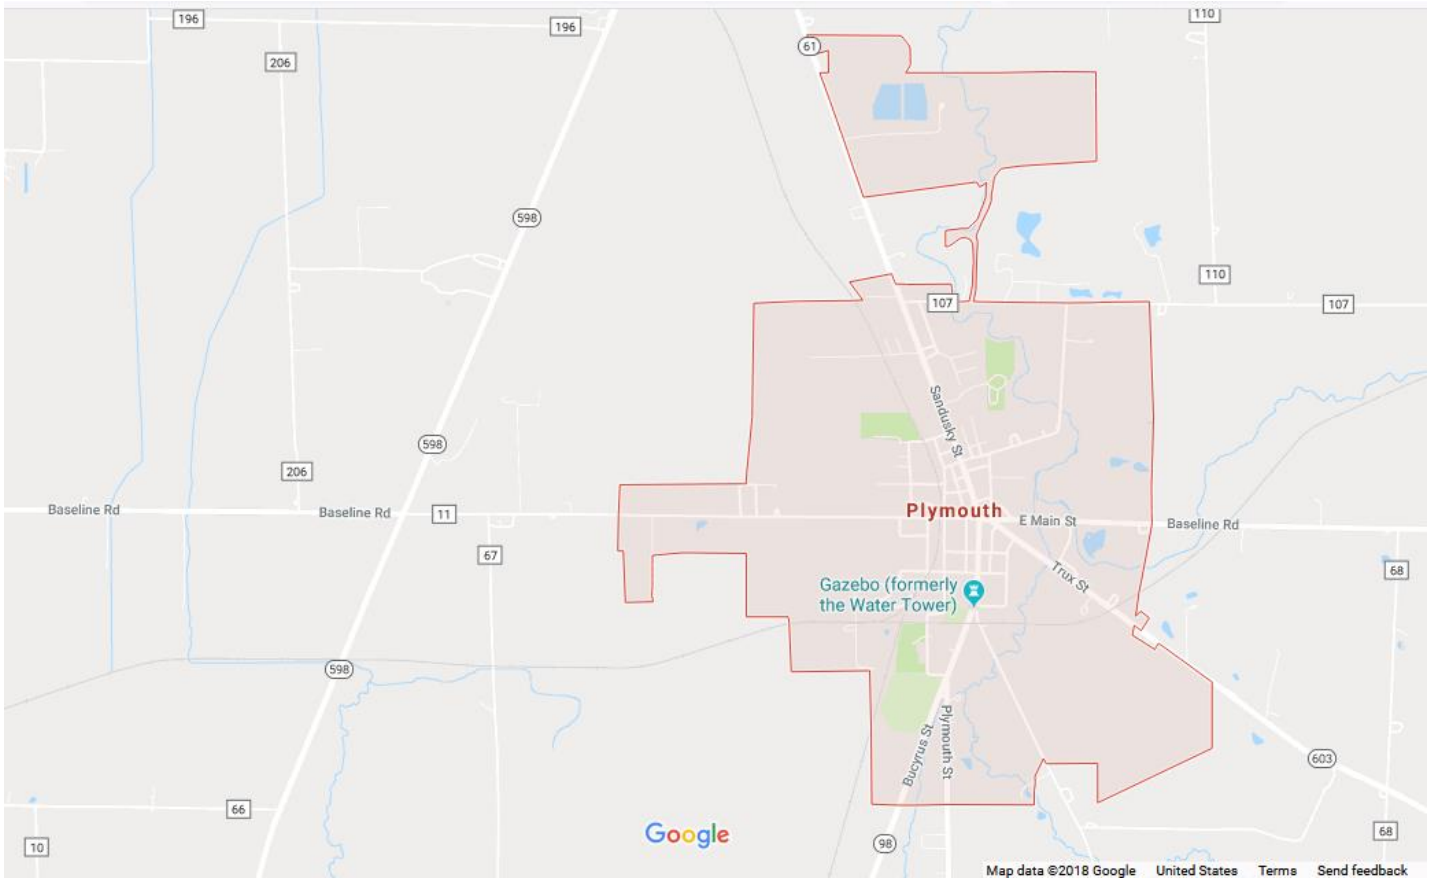 196
196
110
61
206
598
110
107
107
Sandusky St
598
206
Baseline Rd
Baseline Rd
11
Plymouth
E Main St
Baseline Rd
67
68
Trux St
Gazebo (formerly
the Water Tower)
598
Plymouth St
Bucyrus St
603
66
Google
68
10
98
Map data ©2018 Google United States Terms Send feedback